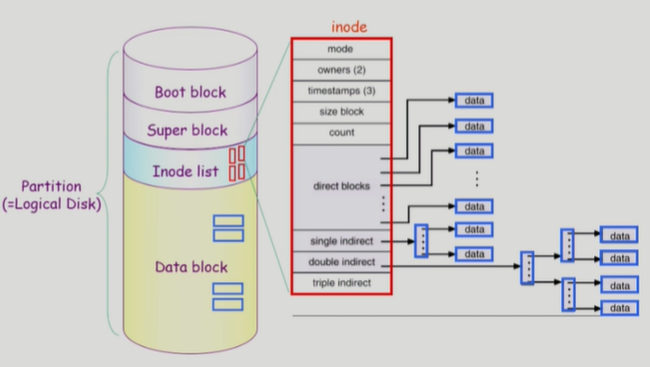 inode
mode
owners (2)
timestamps (3)
size block
count
direct blocks
single indirect
double indirect
triple indirect
Boot block
Super block
Inode list
Data block
Partition
(=Logical Disk)
data
data
data
data
data
data
data
data
data
data